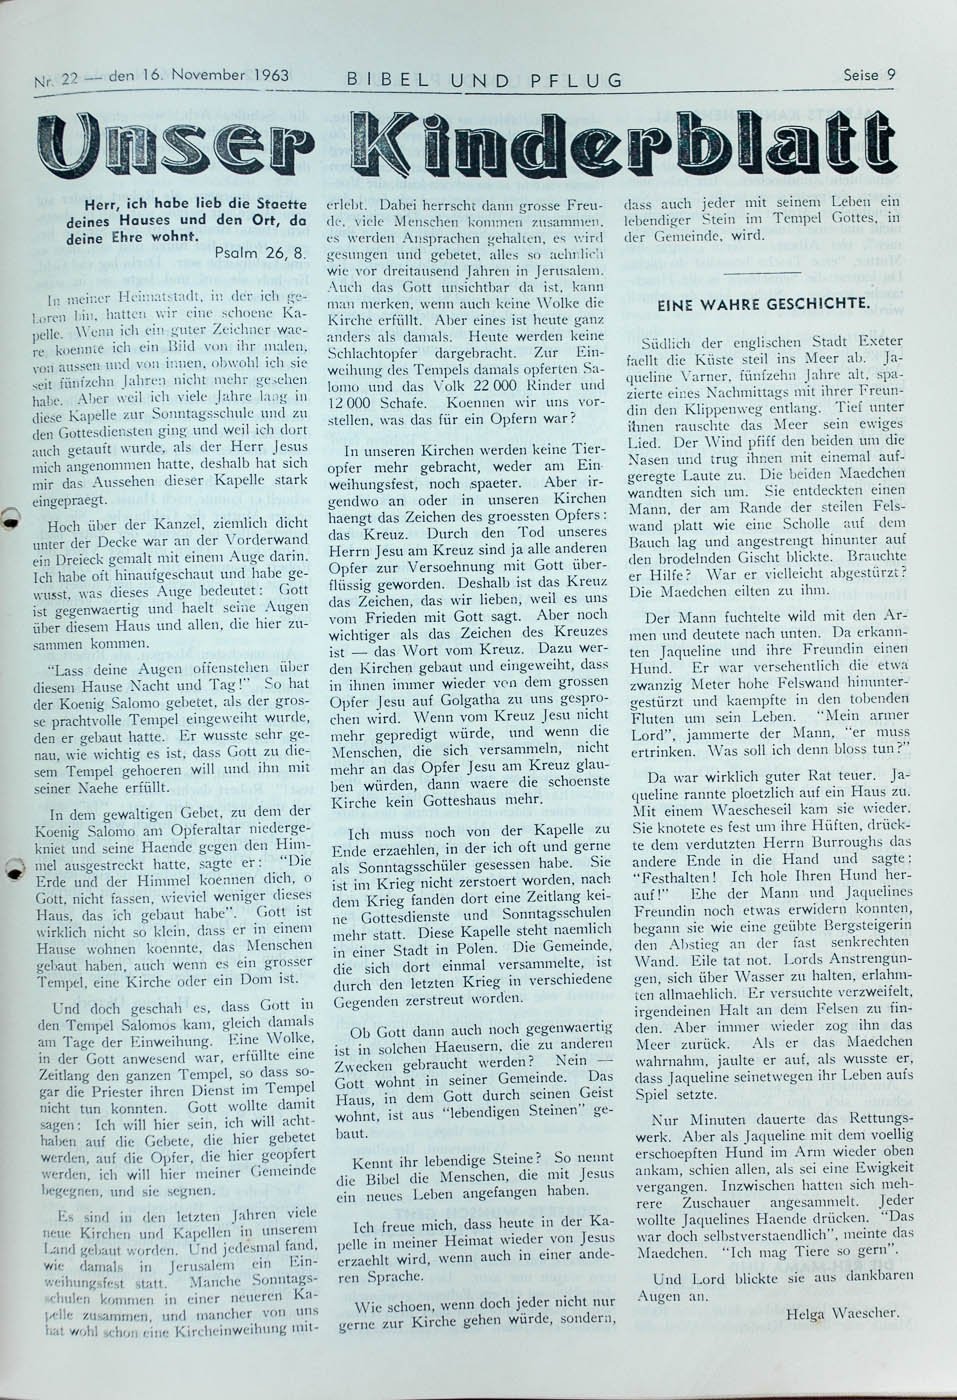 Nr. 22 — den 16. November 1963
BIBEL UND PFLUG
Seise 9
Unser Kinderblatt
Herr, ich habe lieb die Staette
deines Hauses und den Ort, da
deine Ehre wohnt.
Psalm 26, 8.
In meiner Heimatstadt, in der ich ge-
boren bin, hatten wir eine schoene Ka-
pelle. Wenn ich ein guter Zeichner wae-
re koennte ich ein Bild von ihr malen,
von aussen und von innen, obwohl ich sie
seit fünfzehn Jahren nicht mehr gesehen
habe. Aber weil ich viele Jahre lang in
diese Kapelle zur Sonntagsschule und zu
den Gottesdiensten ging und weil ich dort
auch getauft wurde, als der Herr Jesus
mich angenommen hatte, deshalb hat sich
mir das Aussehen dieser Kapelle stark
eingepraegt.
Hoch über der Kanzel, ziemlich dicht
unter der Decke war an der Vorderwand
ein Dreieck gemalt mit einem Auge darin.
Ich habe oft hinaufgeschaut und habe ge-
wusst, was dieses Auge bedeutet: Gott
ist gegenwaertig und haelt seine Augen
über diesem Haus und allen, die hier zu-
sammen kommen.
"Lass deine Augen offenstehen über
diesem Hause Nacht und Tag!" So hat
der Koenig Salomo gebetet, als der gros-
se prachtvolle Tempel eingeweiht wurde,
den er gebaut hatte. Er wusste sehr ge-
nau, wie wichtig es ist, dass Gott zu die-
sem Tempel gehoeren will und ihn mit
seiner Naehe erfüllt.
In dem gewaltigen Gebet, zu dem der
Koenig Salomo am Opferaltar niederge-
kniet und seine Haende gegen den Him-
mel ausgestreckt hatte, sagte er: "Die
Erde und der Himmel koennen dich, o
Gott, nicht fassen, wieviel weniger dieses
Haus, das ich gebaut habe". Gott ist
wirklich nicht so klein, dass er in einem
Hause wohnen koennte, das Menschen
gebaut haben, auch wenn es ein grosser
Tempel, eine Kirche oder ein Dom ist.
Und doch geschah es, dass Gott in
den Tempel Salomos kam, gleich damals
am Tage der Einweihung. Eine Wolke,
in der Gott anwesend war, erfüllte eine
Zeitlang den ganzen Tempel, so dass so-
gar die Priester ihren Dienst im Tempel
nicht tun konnten. Gott wollte damit
sagen: Ich will hier sein, ich will acht-
haben auf die Gebete, die hier gebetet
werden, auf die Opfer, die hier geopfert
werden, ich will hier meiner Gemeinde
begegnen, und sie segnen.
Es sind in den letzten Jahren viele
neue Kirchen und Kapellen in unserem
Land gebaut worden. Und jedesmal fand,
wie damals in Jerusalem ein Ein-
weihungsfest statt. Manche Sonntags-
schulen kommen in einer neueren Ka-
pelle zusammen, und mancher von uns
hat wohl schon eine Kircheinweihung mit-
erlebt. Dabei herrscht dann grosse Freu-
de, viele Menschen kommen zusammen,
es werden Ansprachen gehalten, es wird
gesungen und gebetet, alles so aehnlich
wie vor dreitausend Jahren in Jerusalem.
Auch das Gott unsichtbar da ist, kann
man merken, wenn auch keine Wolke die
Kirche erfüllt. Aber eines ist heute ganz
anders als damals. Heute werden keine
Schlachtopfer dargebracht. Zur Ein-
weihung des Tempels damals opferten Sa-
lomo und das Volk 22 000 Rinder und
12 000 Schafe. Koennen wir uns vor-
stellen, was das für ein Opfern war?
In unseren Kirchen werden keine Tier-
opfer mehr gebracht, weder am Ein
weihungsfest, noch spaeter. Aber ir-
gendwo an oder in unseren Kirchen
haengt das Zeichen des groessten Opfers:
das Kreuz. Durch den Tod unseres
Herrn Jesu am Kreuz sind ja alle anderen
Opfer zur Versoehnung mit Gott über-
flüssig geworden. Deshalb ist das Kreuz
das Zeichen, das wir lieben, weil es uns
vom Frieden mit Gott sagt. Aber noch
wichtiger als das Zeichen des Kreuzes
ist — das Wort vom Kreuz. Dazu wer-
den Kirchen gebaut und eingeweiht, dass
in ihnen immer wieder von dem grossen
Opfer Jesu auf Golgatha zu uns gespro-
chen wird. Wenn vom Kreuz Jesu nicht
mehr gepredigt würde, und wenn die
Menschen, die sich versammeln, nicht
mehr an das Opfer Jesu am Kreuz glau-
ben würden, dann waere die schoenste
Kirche kein Gotteshaus mehr.
Ich muss noch von der Kapelle zu
Ende erzaehlen, in der ich oft und gerne
als Sonntagsschüler gesessen habe. Sie
ist im Krieg nicht zerstoert worden, nach
dem Krieg fanden dort eine Zeitlang kei-
ne Gottesdienste und Sonntagsschulen
mehr statt. Diese Kapelle steht naemlich
in einer Stadt in Polen. Die Gemeinde,
die sich dort einmal versammelte, ist
durch den letzten Krieg in verschiedene
Gegenden zerstreut worden.
Ob Gott dann auch noch gegenwaertig
ist in solchen Haeusern, die zu anderen
Zwecken gebraucht werden? Nein —
Gott wohnt in seiner Gemeinde. Das
Haus, in dem Gott durch seinen Geist
wohnt, ist aus "lebendigen Steinen" ge-
baut.
Kennt ihr lebendige Steine? So nennt
die Bibel die Menschen, die mit Jesus
ein neues Leben angefangen haben.
Ich freue mich, dass heute in der Ka-
pelle in meiner Heimat wieder von Jesus
erzaehlt wird, wenn auch in einer ande-
ren Sprache.
Wie schoen, wenn doch jeder nicht nur
gerne zur Kirche gehen würde, sondern,
dass auch jeder mit seinem Leben ein
lebendiger Stein im Tempel Gottes, in
der Gemeinde, wird.
EINE WAHRE GESCHICHTE.
Südlich der englischen Stadt Exeter
faellt die Küste steil ins Meer ab. Ja-
queline Varner, fünfzehn Jahre alt, spa-
zierte eines Nachmittags mit ihrer Freun-
din den Klippenweg entlang. Tief unter
ihnen rauschte das Meer sein ewiges
Lied. Der Wind pfiff den beiden um die
Nasen und trug ihnen mit einemal auf-
geregte Laute zu. Die beiden Maedchen
wandten sich um. Sie entdeckten einen
Mann, der am Rande der steilen Fels-
wand platt wie eine Scholle auf dem
Bauch lag und angestrengt hinunter auf
den brodelnden Gischt blickte. Brauchte
er Hilfe? War er vielleicht abgestürzt?
Die Maedchen eilten zu ihm.
Der Mann fuchtelte wild mit den Ar-
men und deutete nach unten. Da erkann-
ten Jaqueline und ihre Freundin einen
Hund. Er war versehentlich die etwa
zwanzig Meter hohe Felswand hinunter-
gestürzt und kaempfte in den tobenden
Fluten um sein Leben. "Mein armer
Lord", jammerte der Mann, "er muss
ertrinken. Was soll ich denn bloss tun?"
Da war wirklich guter Rat teuer. Ja-
queline rannte ploetzlich auf ein Haus zu.
Mit einem Waescheseil kam sie wieder.
Sie knotete es fest um ihre Hüften, drück-
te dem verdutzten Herrn Burroughs das
andere Ende in die Hand und sagte:
"Festhalten! Ich hole Ihren Hund her-
auf!" Ehe der Mann und Jaquelines
Freundin noch etwas erwidern konnten,
begann sie wie eine geübte Bergsteigerin
den Abstieg an der fast senkrechten
Wand. Eile tat not. Lords Anstrengun-
gen, sich über Wasser zu halten, erlahm-
ten allmaehlich. Er versuchte verzweifelt,
irgendeinen Halt an dem Felsen zu fin-
den. Aber immer wieder zog ihn das
Meer zurück. Als er das Maedchen
wahrnahm, jaulte er auf, als wusste er,
dass Jaqueline seinetwegen ihr Leben aufs
Spiel setzte.
Nur Minuten dauerte das Rettungs-
werk. Aber als Jaqueline mit dem voellig
erschoepften Hund im Arm wieder oben
ankam, schien allen, als sei eine Ewigkeit
vergangen. Inzwischen hatten sich meh-
rere Zuschauer angesammelt. Jeder
wollte Jaquelines Haende drücken. "Das
war doch selbstverstaendlich", meinte das
Maedchen. "Ich mag Tiere so gern".
Und Lord blickte sie aus dankbaren
Augen an.
Helga Waescher.